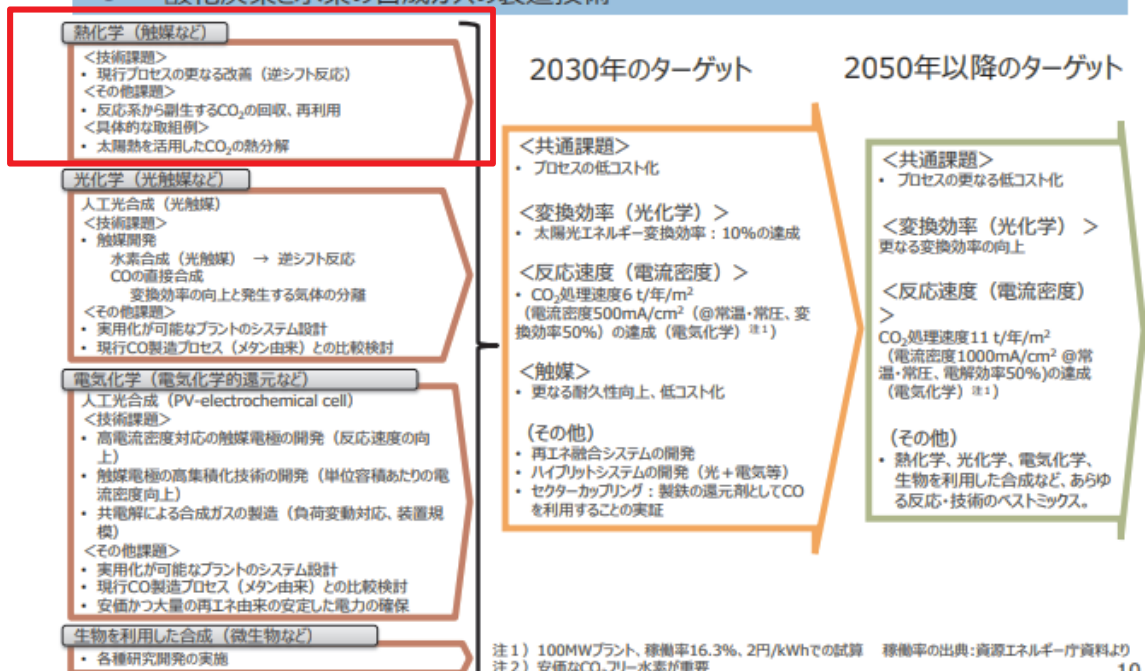 熱化学（触媒など）
＜技術課題＞
• 現行プロセスの更なる改善（逆シフト反応）
＜その他課題＞
• 反応系から副生するCO₂の回収、再利用
＜具体的な取組例＞
• 太陽熱を活用したCO₂の熱分解
光化学（光触媒など）
人工光合成（光触媒）
＜技術課題＞
• 触媒開発
水素合成（光触媒） → 逆シフト反応
COの直接合成
変換効率の向上と発生する気体の分離
＜その他課題＞
• 実用化が可能なプラントのシステム設計
• 現行CO製造プロセス（メタン由来）との比較検討
電気化学（電気化学的還元など）
人工光合成（PV-electrochemical cell）
＜技術課題＞
• 高電流密度対応の触媒電極の開発（反応速度の向
上）
• 触媒電極の高集積化技術の開発（単位容積あたりの電
流密度向上）
• 共電解による合成ガスの製造（負荷変動対応、装置規
模）
＜その他課題＞
• 実用化が可能なプラントのシステム設計
• 現行CO製造プロセス（メタン由来）との比較検討
• 安価かつ大量の再エネ由来の安定した電力の確保
生物を利用した合成（微生物など）
• 各種研究開発の実施
2030年のターゲット
＜共通課題＞
• プロセスの低コスト化
＜変換効率（光化学）＞
• 太陽光エネルギー変換効率：10％の達成
＜反応速度（電流密度）＞
• CO₂処理速度6 t/年/m²
（電流密度500mA/cm²（@常温・常圧、変
換効率50%）の達成（電気化学）注1）
＜触媒＞
• 更なる耐久性向上、低コスト化
（その他）
• 再エネ融合システムの開発
• ハイブリットシステムの開発（光＋電気等）
• セクターカップリング：製鉄の還元剤としてCO
を利用することの実証
2050年以降のターゲット
＜共通課題＞
• プロセスの更なる低コスト化
＜変換効率（光化学）＞
更なる変換効率の向上
＜反応速度（電流密度）
＞
CO₂処理速度11 t/年/m²
（電流密度1000mA/cm² @常
温・常圧、電解効率50%)の達成
（電気化学）注1）
（その他）
• 熱化学、光化学、電気化学、
生物を利用した合成など、あらゆ
る反応・技術のベストミックス。
注1）100MWプラント、稼働率16.3%、2円/kWhでの試算 稼働率の出典:資源エネルギー庁資料より
注2）安価なCO₂フリー水素が重要